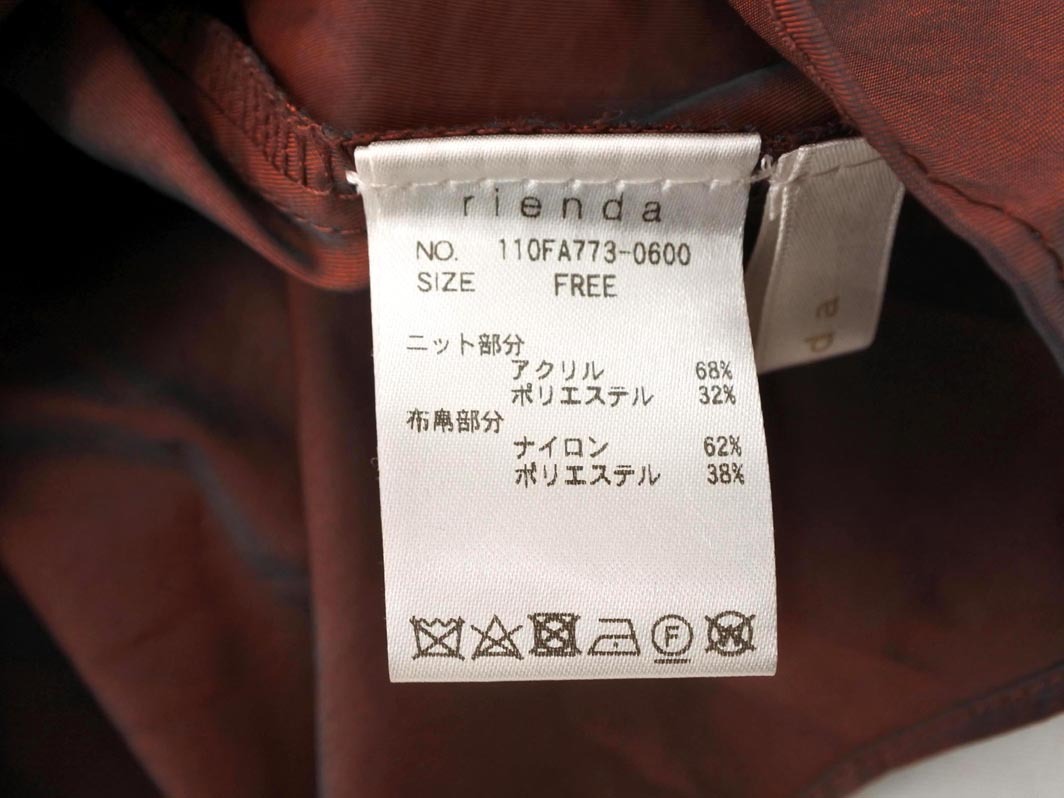 rienda
NO. 110FA773-0600
SIZE FREE
ニット部分
アクリル 68%
ポリエステル 32%
布帛部分
ナイロン 62%
ポリエステル 38%
F
W
da